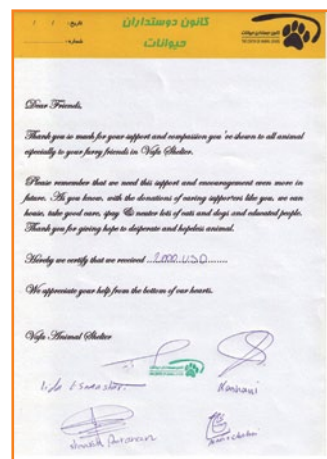 تاریخ: / /
شماره:
کانون دوستداران
حیوانات
Dear Friends,
Thank you so much for your support and compassion you've shown to all animal
especially to your furry friends in Vafa Shelter.
Please remember that we need this support and encouragement even more in
future. As you know, with the donations of caring supporters like you, we can
house, take good care, spay & neuter lots of cats and dogs and educated people.
Thank you for giving hope to desperate and hopeless animal.
Hereby we certify that we received ....2000 USD........
We appreciate your help from the bottom of our hearts.
Vafa Animal Shelter